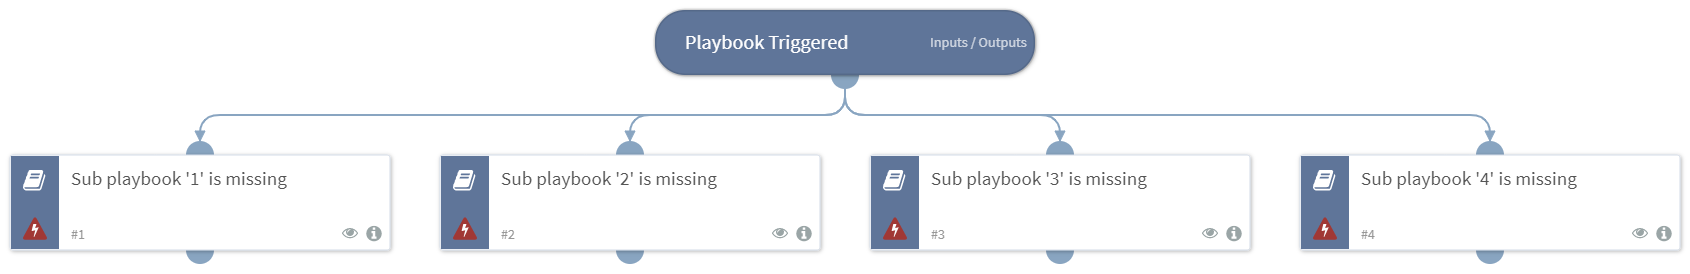 Playbook Triggered Inputs / Outputs
Sub playbook '1' is missing
#1
Sub playbook '2' is missing
#2
Sub playbook '3' is missing
#3
Sub playbook '4' is missing
#4